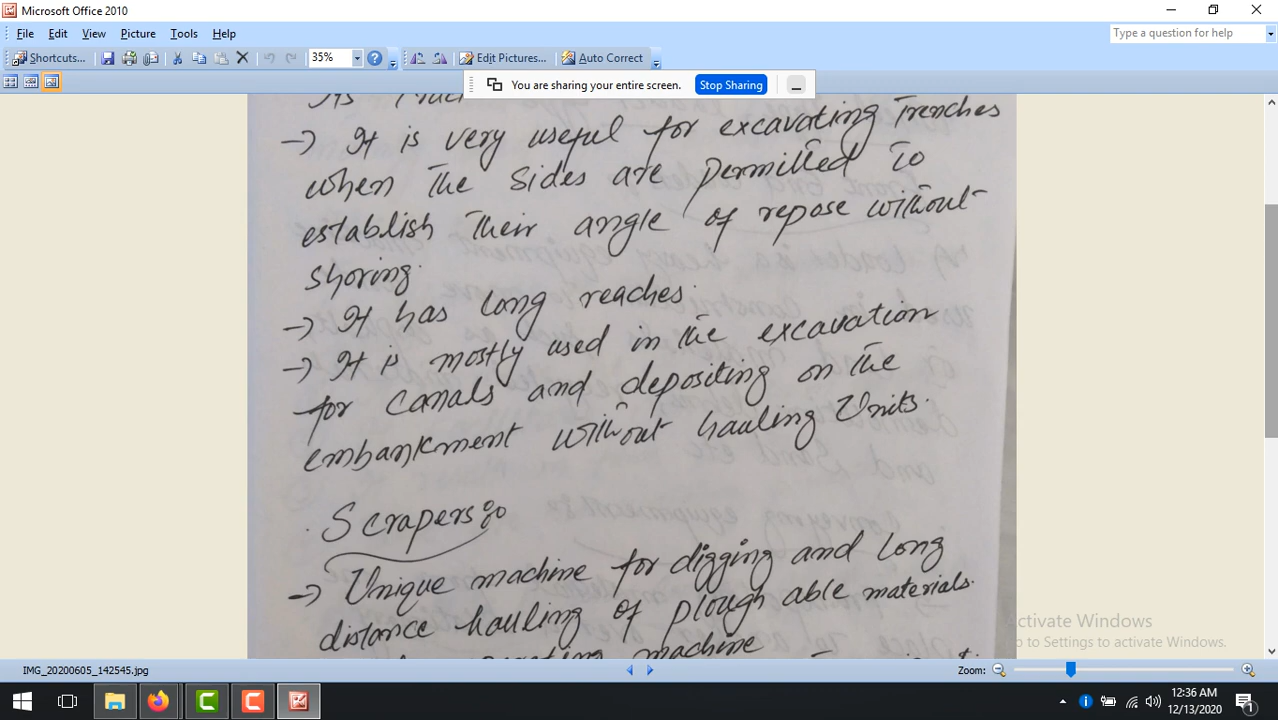 Microsoft Office 2010
File Edit View Picture Tools Help
Type a question for help
Shortcuts... 35% Edit Pictures... Auto Correct
You are sharing your entire screen. Stop Sharing
→ It is very useful for excavating Trenches
when The Sides are permitted To
establish Their angle of repose without
shoring.
→ It has long reaches.
→ It is mostly used in the excavation
for canals and depositing on the
embankment without hauling Units.
Scrapers:
→ Unique machine for digging and Long
distance hauling of plough able materials.
machine
Activate Windows
Go to Settings to activate Windows.
IMG_20200605_142545.jpg
Zoom:
12:36 AM
12/13/2020
1